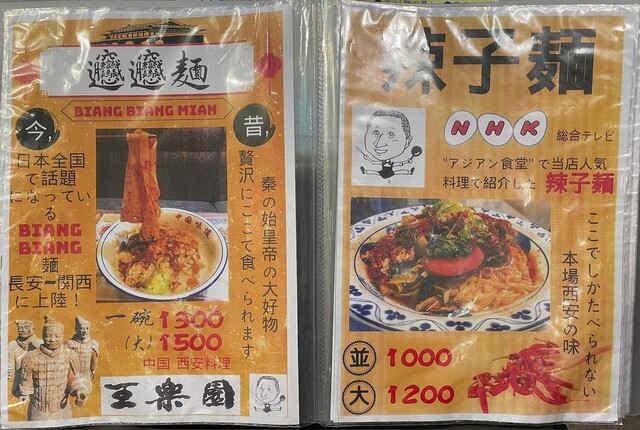 𰻞𰻞麺
BIANG BIANG MIAN
今,
日本全国
で話題
になってい
る
BIANG
BIANG
麺
長安ー関西
に上陸！
昔,
秦の始皇帝の大好物
贅沢にここで食べられます
一碗 1300
(大) 1500
中国 西安料理
王楽園
辣子麺
NHK 総合テレビ
"アジアン食堂"で当店人気
料理で紹介した 辣子麺
ここでしかたべられない
本場西安の味
並 1000
大 1200